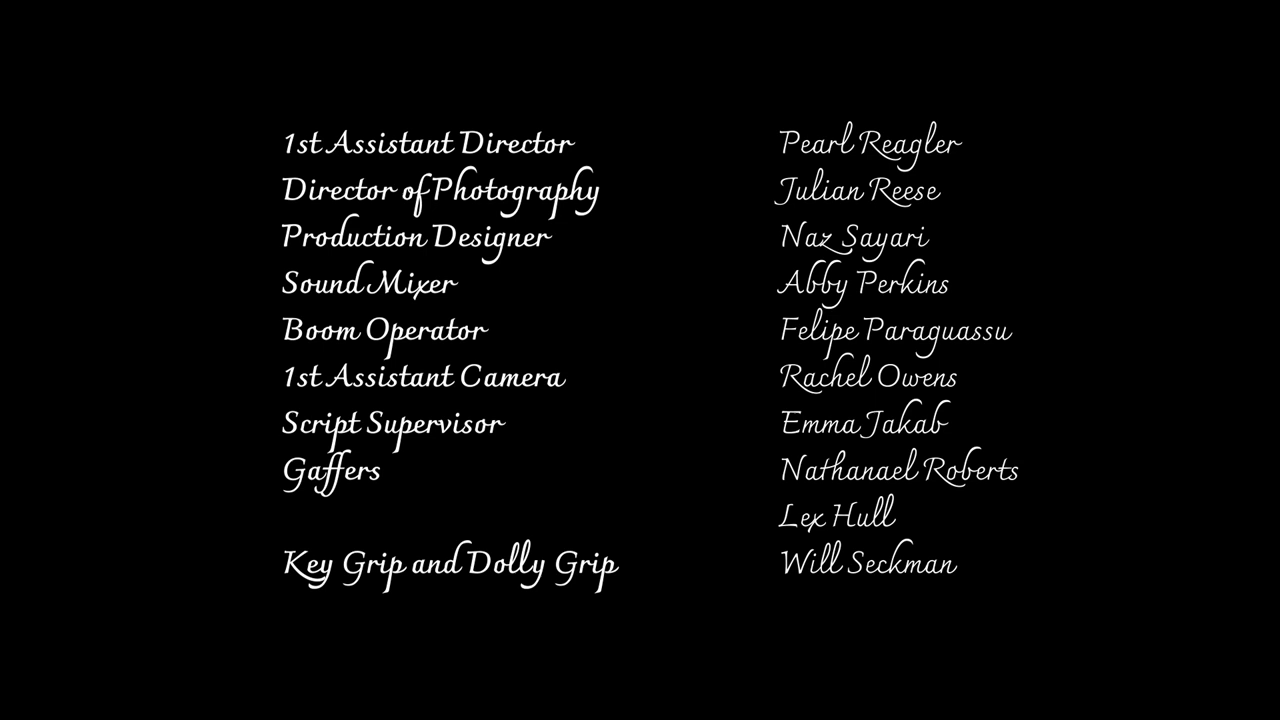 1st Assistant Director Pearl Reagler
Director of Photography Julian Reese
Production Designer Naz Sayari
Sound Mixer Abby Perkins
Boom Operator Felipe Paraguassu
1st Assistant Camera Rachel Owens
Script Supervisor Emma Jakab
Gaffers Nathanael Roberts
Lex Hull
Key Grip and Dolly Grip Will Seckman